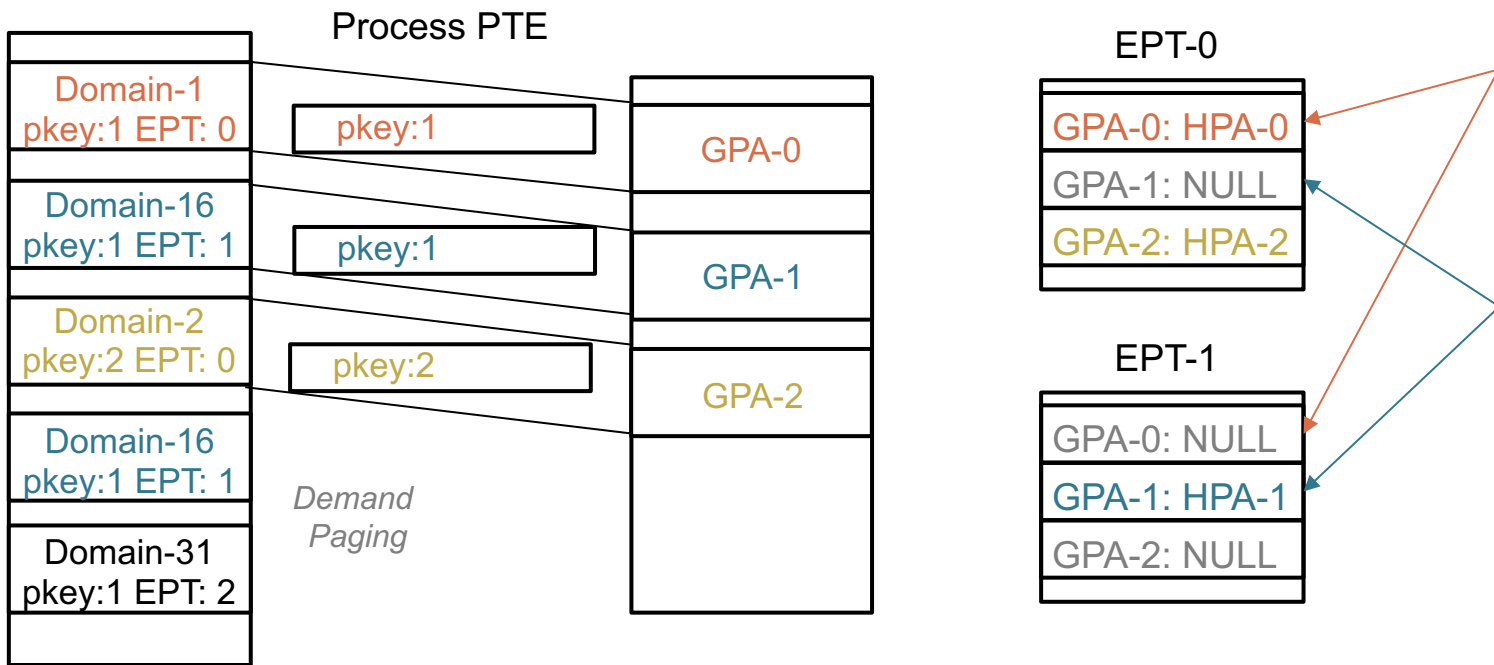 Process PTE
Domain-1
pkey:1 EPT: 0
Domain-16
pkey:1 EPT: 1
Domain-2
pkey:2 EPT: 0
Domain-16
pkey:1 EPT: 1
Domain-31
pkey:1 EPT: 2
pkey:1
pkey:1
pkey:2
Demand
Paging
GPA-0
GPA-1
GPA-2
EPT-0
GPA-0: HPA-0
GPA-1: NULL
GPA-2: HPA-2
EPT-1
GPA-0: NULL
GPA-1: HPA-1
GPA-2: NULL